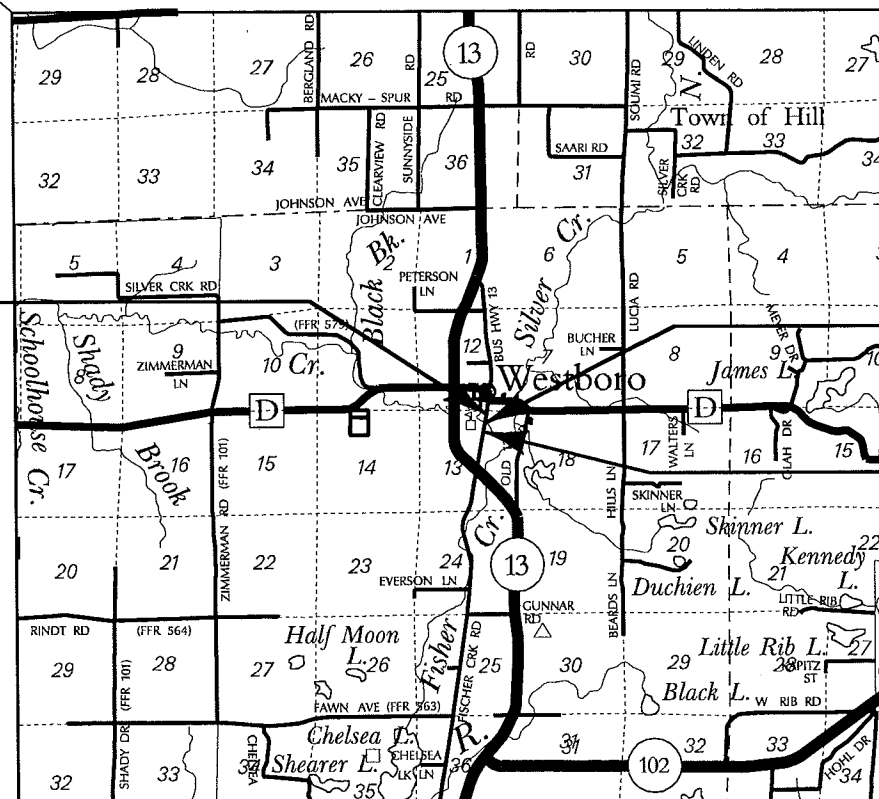 29
28
27
BERGLAND RD
26
RD
25
13
RD
30
SOUMI RD
29
N.
LINDEN RD
28
27
MACKY - SPUR RD
Town of Hill
32
33
34
35
CLEARVIEW RD
SUNNYSIDE
36
SAARI RD
31
32
33
34
SILVER CRK RD
JOHNSON AVE
JOHNSON AVE
5
4
3
2
1
6
5
4
Black Bk.
Silver Cr.
SILVER CRK RD
PETERSON LN
BUS HWY 13
LUCIA RD
MEYER DR
Schoolhouse Cr.
Shady Brook
(FFR 575)
9
ZIMMERMAN LN
10
Cr.
12
7
BUCHER LN
8
9
10
Westboro
James L.
D
D
17
16
15
14
13
OLD
18
17
WALTERS LN
16
GLAH DR
15
ZIMMERMAN RD (FFR 101)
HILLS LN
SKINNER LN
Skinner L.
20
21
22
23
24
Cr.
13
19
20
21
22
Kennedy L.
Duchien L.
EVERSON LN
BEARDS LN
LITTLE RIB RD
RINDT RD
(FFR 564)
GUNNAR RD
29
28
27
Half Moon L.
26
Fisher
25
FISCHER CRK RD
30
29
28
27
Little Rib L.
OPITZ ST
(FFR 101)
Black L.
FAWN AVE (FFR 563)
W RIB RD
SHADY DR
32
33
34
CHELSEA
Chelsea L.
Shearer L.
CHELSEA LK LN
35
36
R.
31
102
32
33
34
HOHL DR